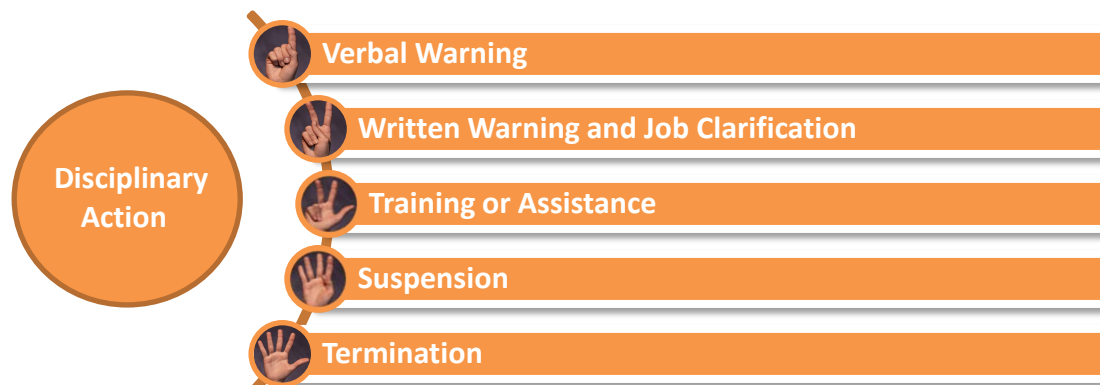 Disciplinary
Action
Verbal Warning
Written Warning and Job Clarification
Training or Assistance
Suspension
Termination